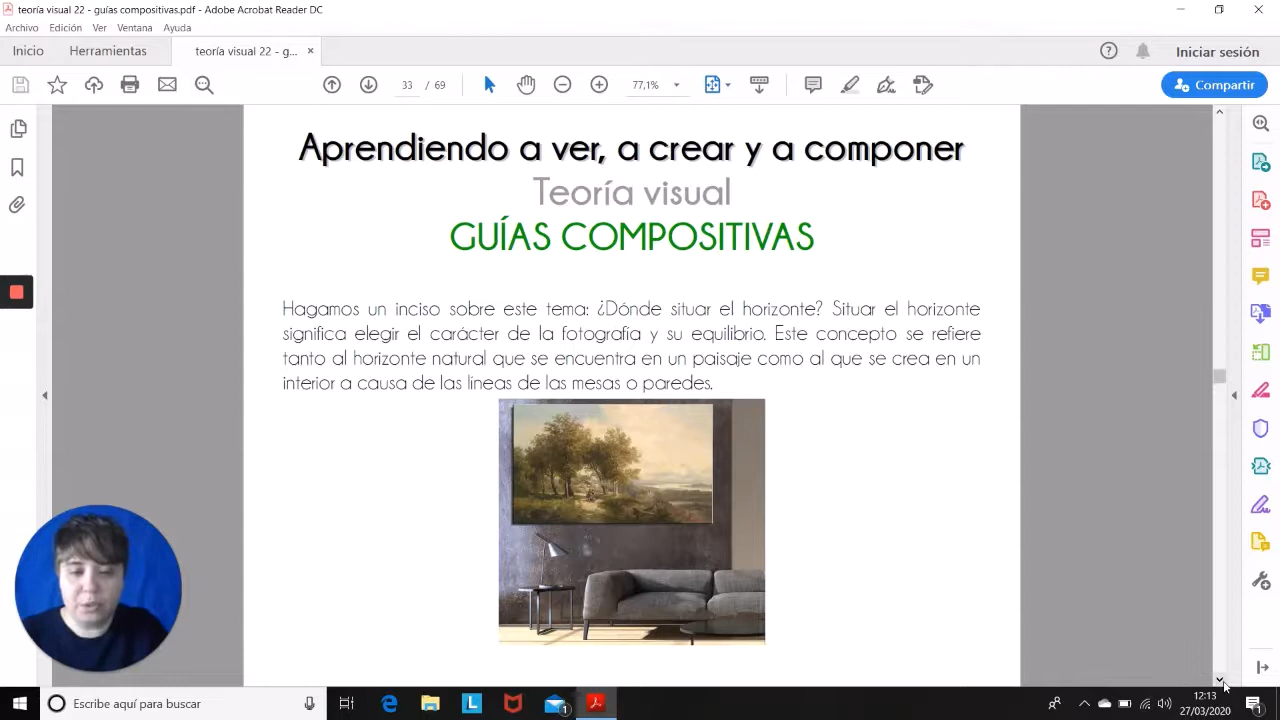 teoría visual 22 - guías compositivas.pdf - Adobe Acrobat Reader DC
Archivo Edición Ver Ventana Ayuda
Inicio Herramientas teoría visual 22 - g... × Iniciar sesión
33 / 69 77,1% Compartir
Aprendiendo a ver, a crear y a componer
Teoría visual
GUÍAS COMPOSITIVAS
Hagamos un inciso sobre este tema: ¿Dónde situar el horizonte? Situar el horizonte
significa elegir el carácter de la fotografía y su equilibrio. Este concepto se refiere
tanto al horizonte natural que se encuentra en un paisaje como al que se crea en un
interior a causa de las lineas de las mesas o paredes.
Escribe aquí para buscar
1
12:13
27/03/2020
1